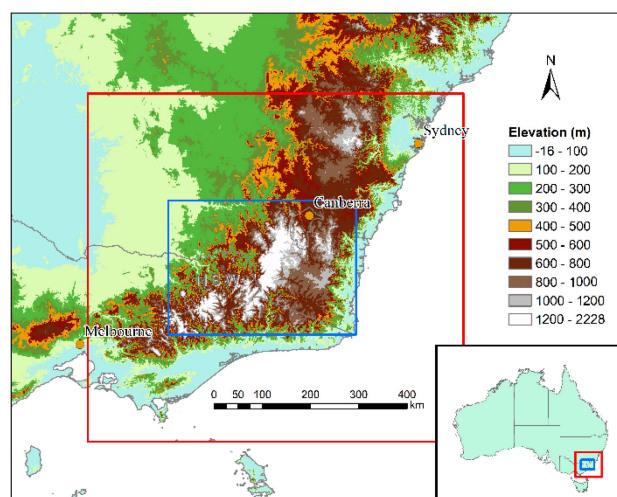 N
Sydney
Elevation (m)
-16 - 100
100 - 200
200 - 300
300 - 400
400 - 500
500 - 600
600 - 800
800 - 1000
1000 - 1200
1200 - 2228
Canberra
Melbourne
0 50 100 200 300 400
km